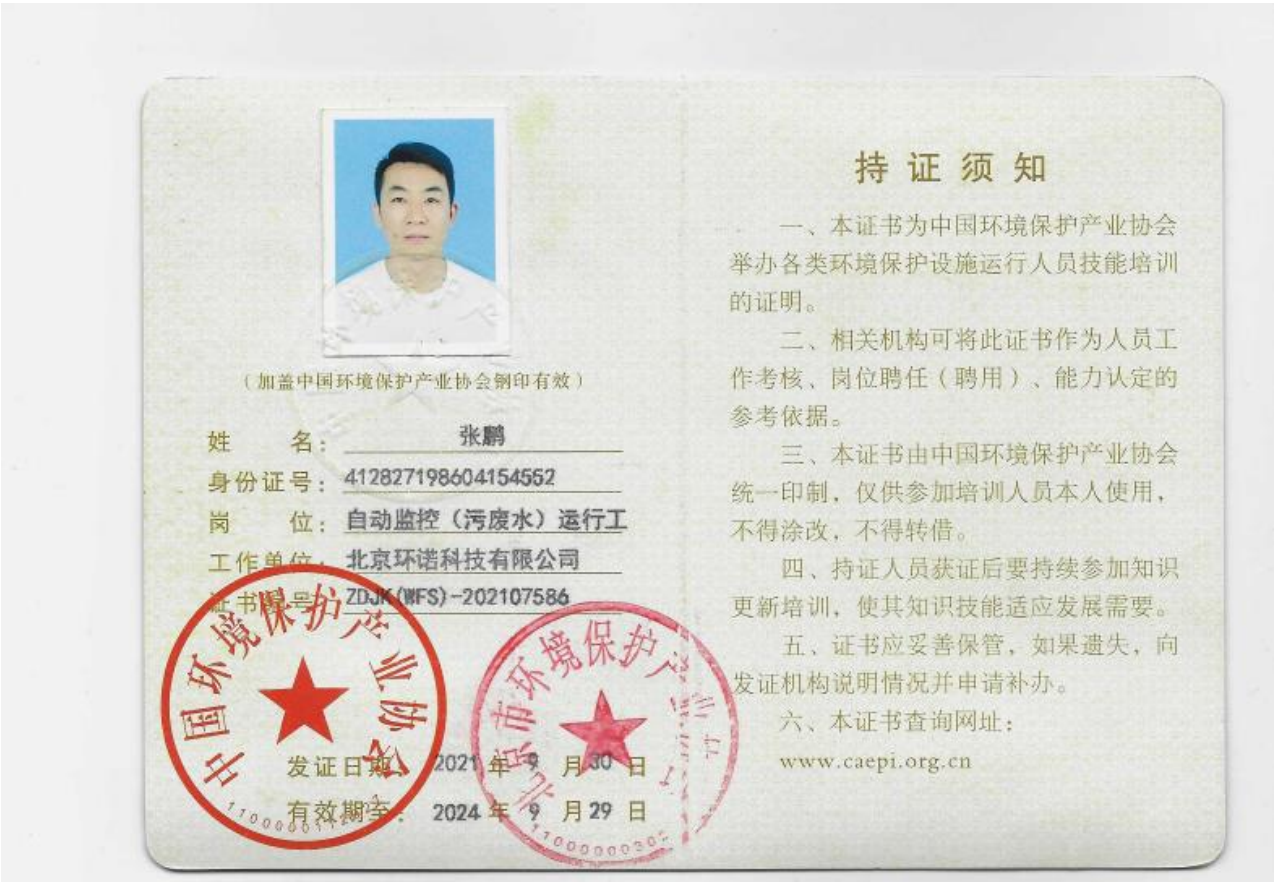 （加盖中国环境保护产业协会钢印有效）
姓 名：张鹏
身份证号：412827198604154552
岗 位：自动监控（污废水）运行工
工作单位：北京环诺科技有限公司
证书编号：ZDJK(WFS)-202107586
中国环境保护产业协会
北京市环境保护产业协会
发证日期：2021 年 9 月 30 日
有效期至：2024 年 9 月 29 日
持证须知
一、本证书为中国环境保护产业协会
举办各类环境保护设施运行人员技能培训
的证明。
二、相关机构可将此证书作为人员工
作考核、岗位聘任（聘用）、能力认定的
参考依据。
三、本证书由中国环境保护产业协会
统一印制，仅供参加培训人员本人使用，
不得涂改，不得转借。
四、持证人员获证后要持续参加知识
更新培训，使其知识技能适应发展需要。
五、证书应妥善保管，如果遗失，向
发证机构说明情况并申请补办。
六、本证书查询网址：
www.caepi.org.cn